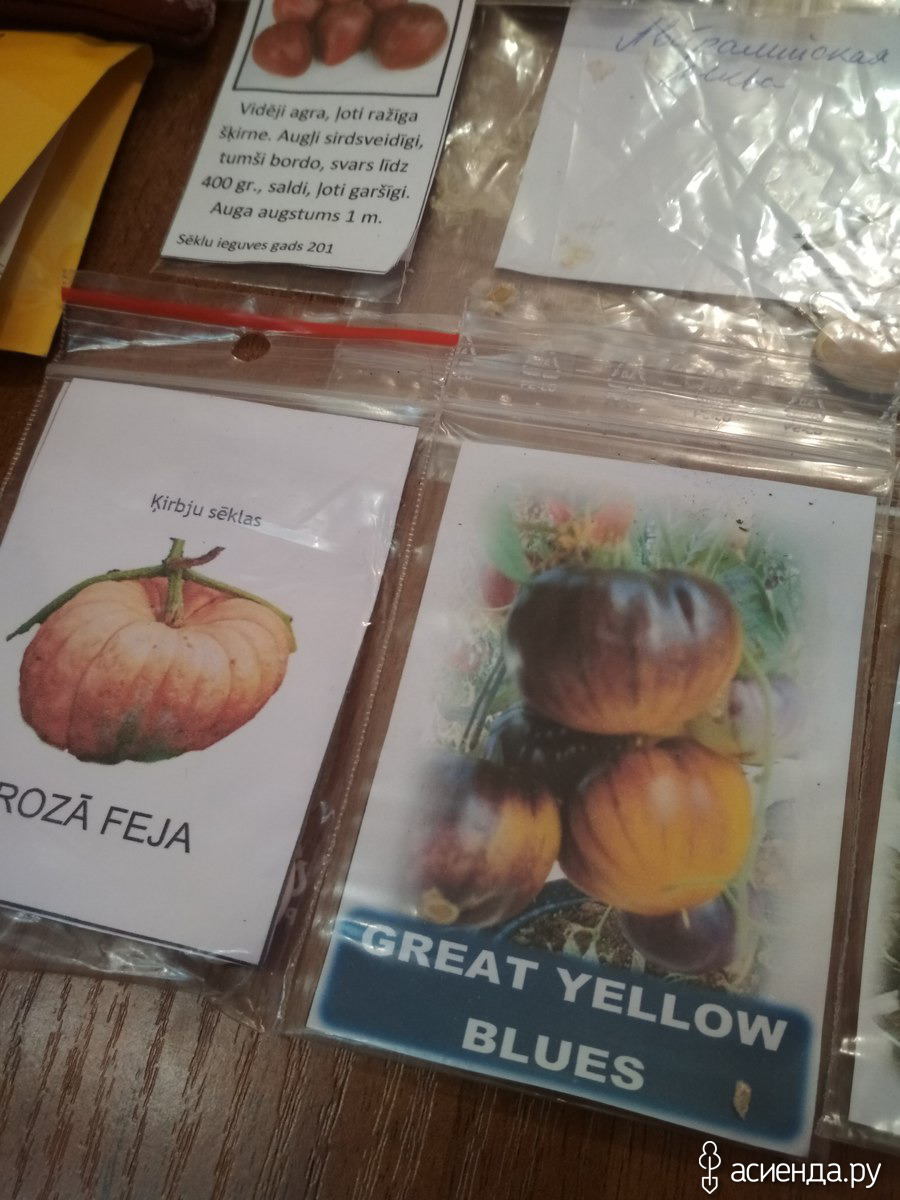 Vidēji agra, ļoti ražīga
šķirne. Augļi sirdsveidīgi,
tumši bordo, svars līdz
400 gr., saldi, ļoti garšīgi.
Auga augstums 1 m.
Sēklu ieguves gads 201
Ķirbju sēklas
ROZĀ FEJA
GREAT YELLOW
BLUES
асиенда.ру